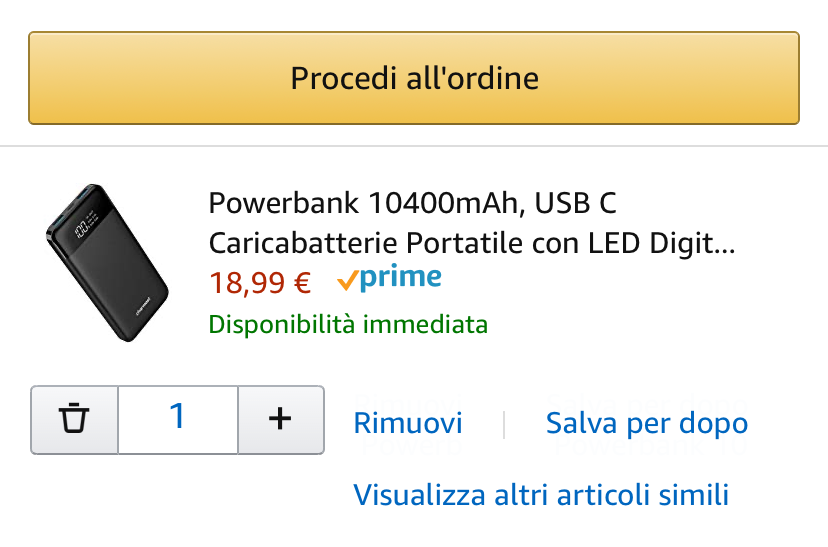 Procedi all'ordine
Powerbank 10400mAh, USB C
Caricabatterie Portatile con LED Digit...
18,99 € prime
Disponibilità immediata
1 +
Rimuovi
Salva per dopo
Visualizza altri articoli simili
100